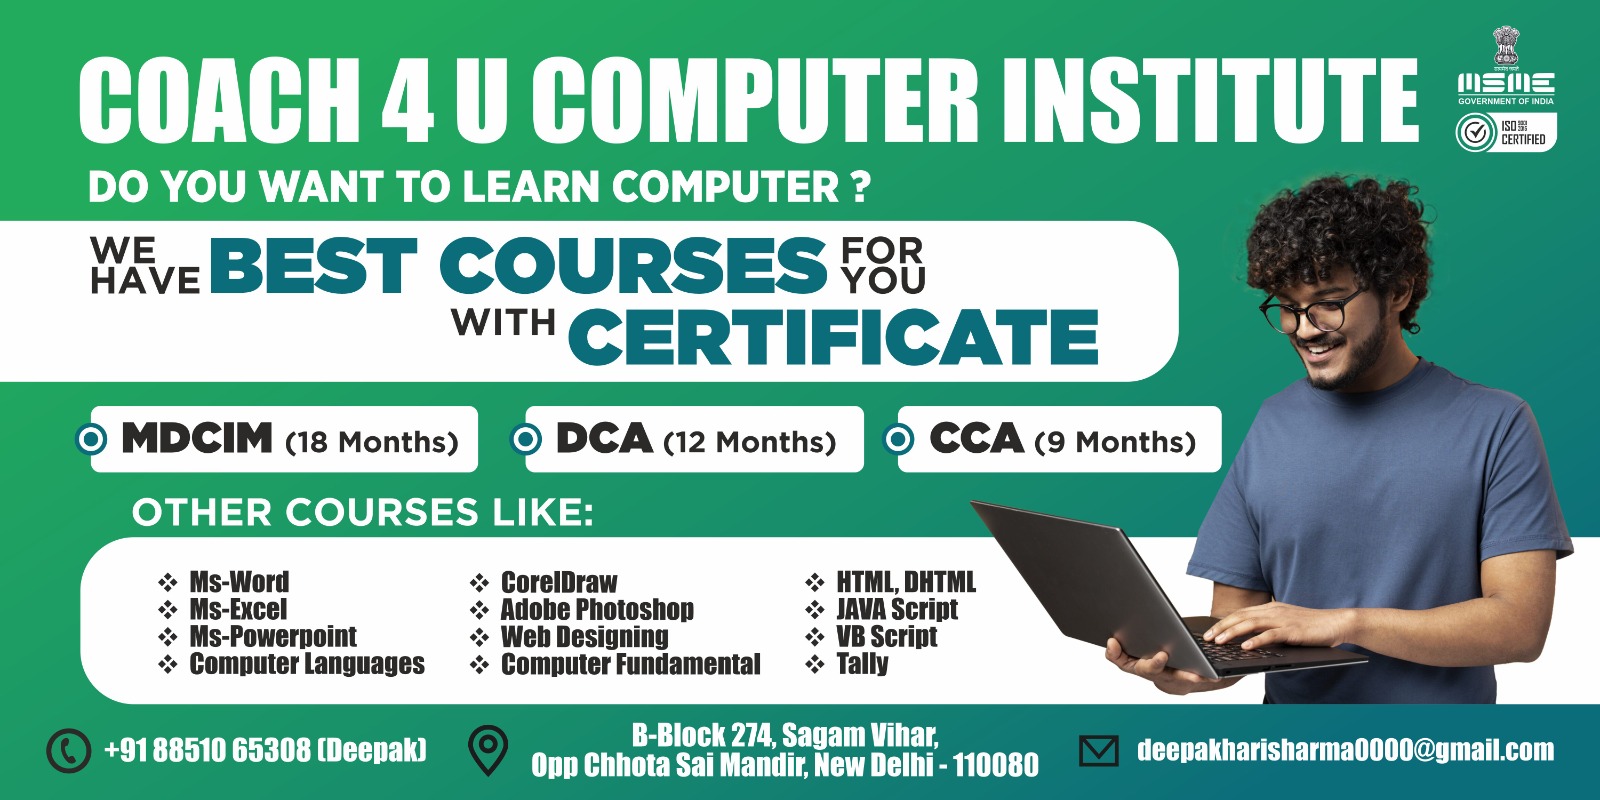 COACH 4 U COMPUTER INSTITUTE
MSME
GOVERNMENT OF INDIA
ISO 9001 2015
CERTIFIED
DO YOU WANT TO LEARN COMPUTER ?
WE HAVE BEST COURSES FOR YOU
WITH CERTIFICATE
MDCIM (18 Months)
DCA (12 Months)
CCA (9 Months)
OTHER COURSES LIKE:
Ms-Word
Ms-Excel
Ms-Powerpoint
Computer Languages
CorelDraw
Adobe Photoshop
Web Designing
Computer Fundamental
HTML, DHTML
JAVA Script
VB Script
Tally
+91 88510 65308 (Deepak)
B-Block 274, Sagam Vihar,
Opp Chhota Sai Mandir, New Delhi - 110080
deepakharisharma0000@gmail.com